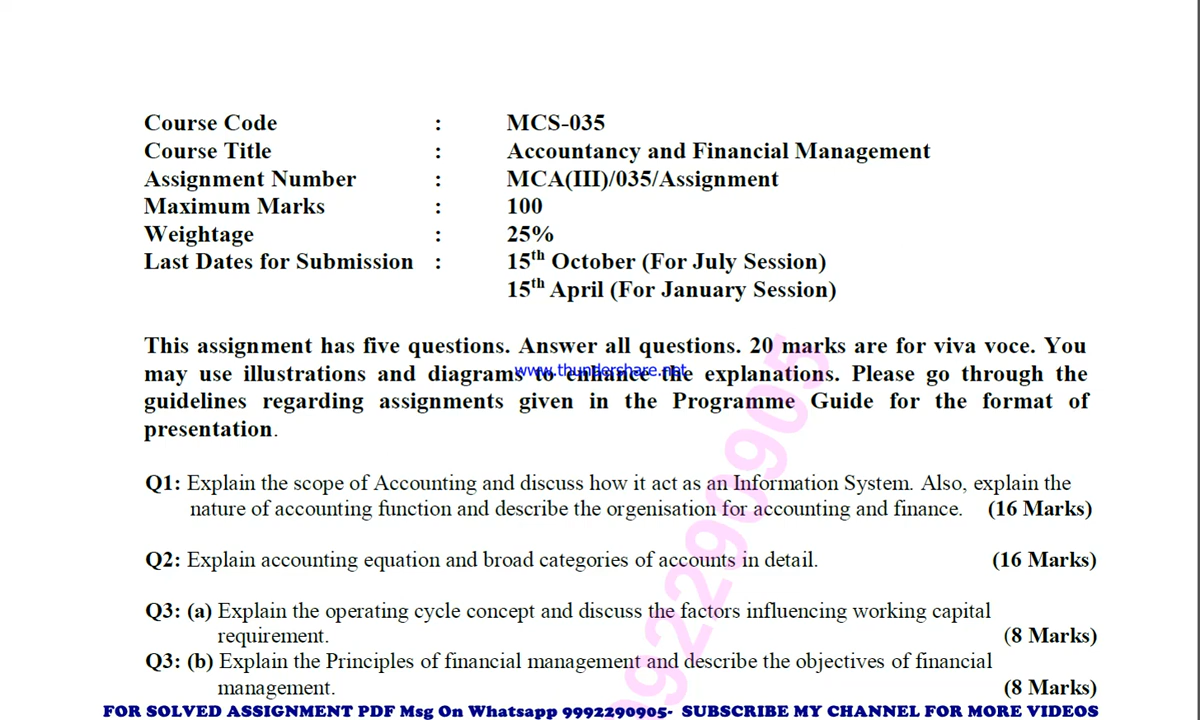 Course Code : MCS-035
Course Title : Accountancy and Financial Management
Assignment Number : MCA(III)/035/Assignment
Maximum Marks : 100
Weightage : 25%
Last Dates for Submission : 15th October (For July Session)
15th April (For January Session)
This assignment has five questions. Answer all questions. 20 marks are for viva voce. You
may use illustrations and diagrams to enhance the explanations. Please go through the
www.thundershare.net
guidelines regarding assignments given in the Programme Guide for the format of
presentation.
Q1: Explain the scope of Accounting and discuss how it act as an Information System. Also, explain the
nature of accounting function and describe the orgenisation for accounting and finance. (16 Marks)
Q2: Explain accounting equation and broad categories of accounts in detail. (16 Marks)
Q3: (a) Explain the operating cycle concept and discuss the factors influencing working capital
requirement. (8 Marks)
Q3: (b) Explain the Principles of financial management and describe the objectives of financial
management. (8 Marks)
9992290905
FOR SOLVED ASSIGNMENT PDF Msg On Whatsapp 9992290905- SUBSCRIBE MY CHANNEL FOR MORE VIDEOS